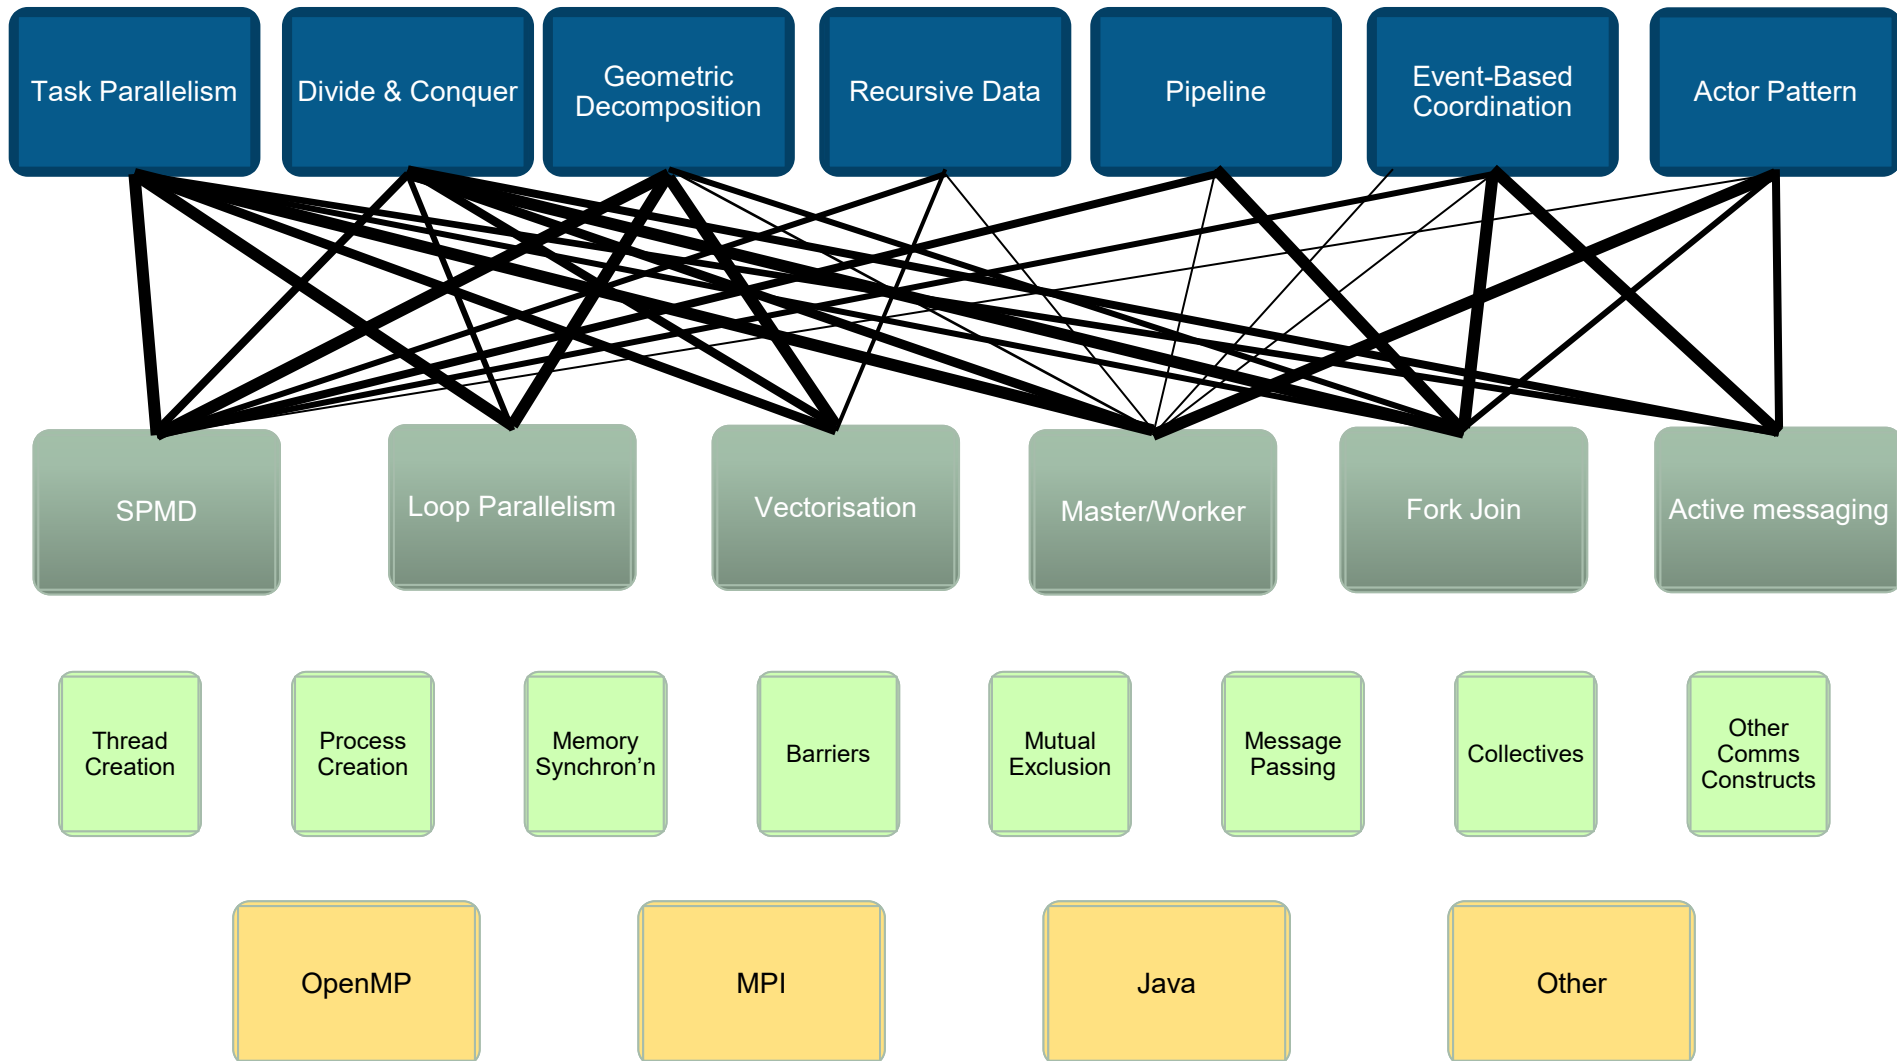 Task Parallelism
Divide & Conquer
Geometric
Decomposition
Recursive Data
Pipeline
Event-Based
Coordination
Actor Pattern
SPMD
Loop Parallelism
Vectorisation
Master/Worker
Fork Join
Active messaging
Thread
Creation
Process
Creation
Memory
Synchron’n
Barriers
Mutual
Exclusion
Message
Passing
Collectives
Other
Comms
Constructs
OpenMP
MPI
Java
Other